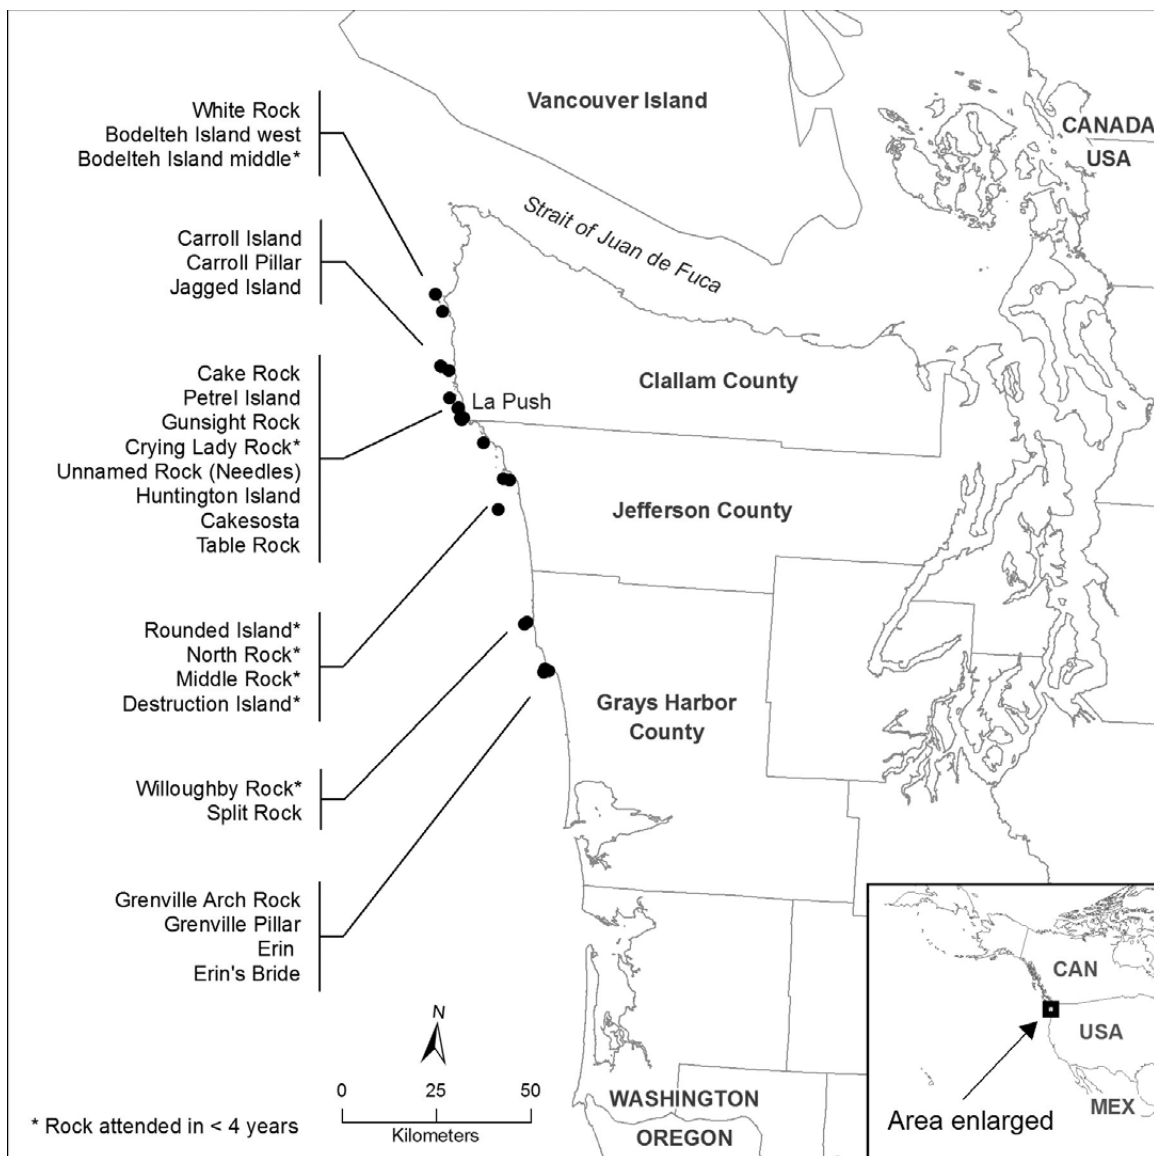 White Rock
Bodelteh Island west
Bodelteh Island middle*
Carroll Island
Carroll Pillar
Jagged Island
Cake Rock
Petrel Island
Gunsight Rock
Crying Lady Rock*
Unnamed Rock (Needles)
Huntington Island
Cakesosta
Table Rock
Rounded Island*
North Rock*
Middle Rock*
Destruction Island*
Willoughby Rock*
Split Rock
Grenville Arch Rock
Grenville Pillar
Erin
Erin's Bride
* Rock attended in < 4 years
Vancouver Island
CANADA
USA
Strait of Juan de Fuca
Clallam County
La Push
Jefferson County
Grays Harbor
County
WASHINGTON
OREGON
N
0 25 50
Kilometers
CAN
USA
MEX
Area enlarged